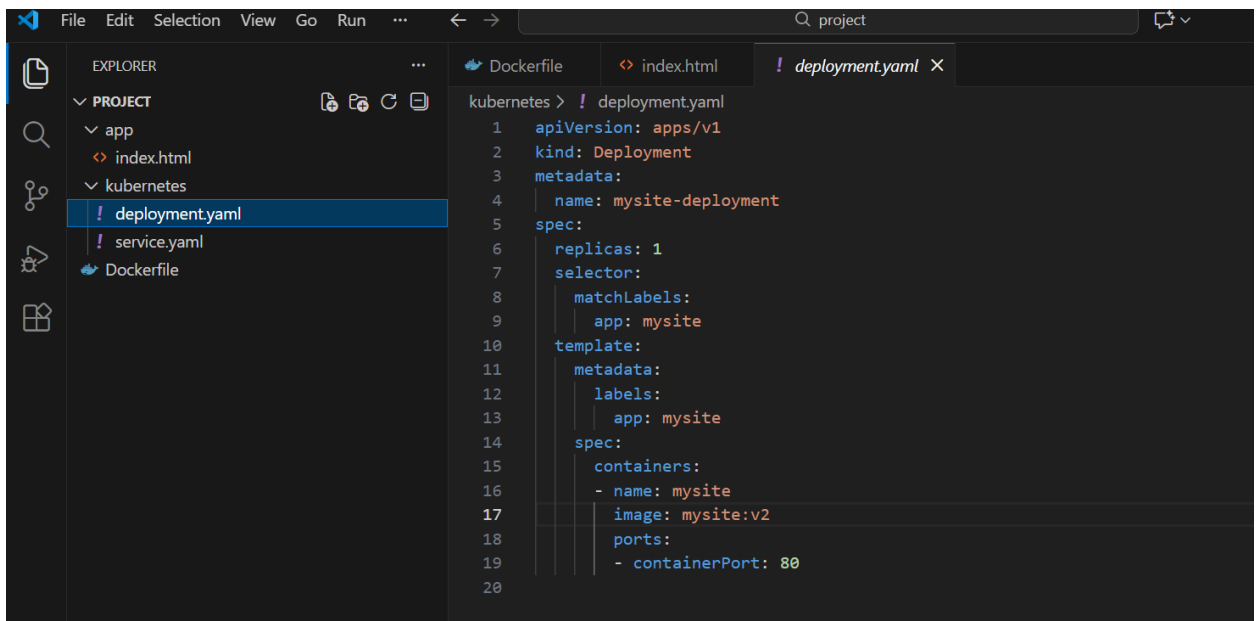 File Edit Selection View Go Run ... project
EXPLORER ...
PROJECT
app
index.html
kubernetes
deployment.yaml
service.yaml
Dockerfile
Dockerfile index.html deployment.yaml
kubernetes > deployment.yaml
1 apiVersion: apps/v1
2 kind: Deployment
3 metadata:
4 name: mysite-deployment
5 spec:
6 replicas: 1
7 selector:
8 matchLabels:
9 app: mysite
10 template:
11 metadata:
12 labels:
13 app: mysite
14 spec:
15 containers:
16 - name: mysite
17 image: mysite:v2
18 ports:
19 - containerPort: 80
20